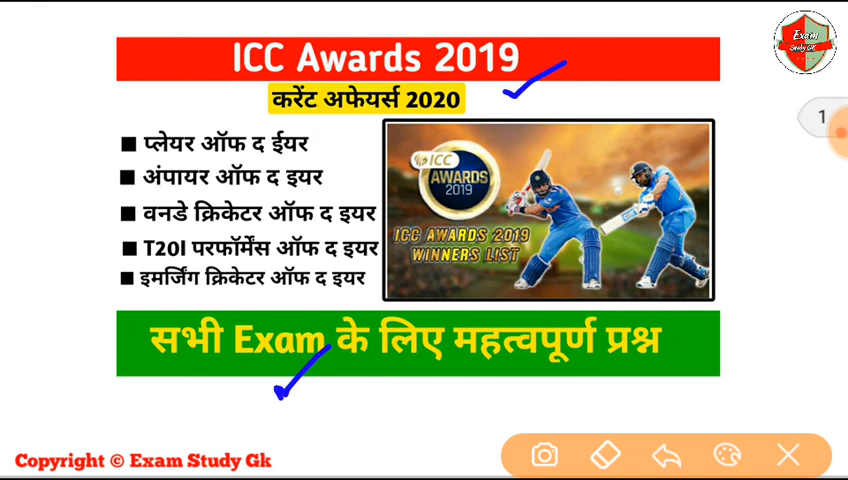 ICC Awards 2019
करेंट अफेयर्स 2020
■ प्लेयर ऑफ द ईयर
■ अंपायर ऑफ द इयर
■ वनडे क्रिकेटर ऑफ द इयर
■ T20I परफॉर्मेंस ऑफ द इयर
■ इमर्जिंग क्रिकेटर ऑफ द इयर
ICC
AWARDS
2019
ICC AWARDS 2019
WINNERS LIST
सभी Exam के लिए महत्वपूर्ण प्रश्न
Exam
Study GK
1
Copyright © Exam Study Gk